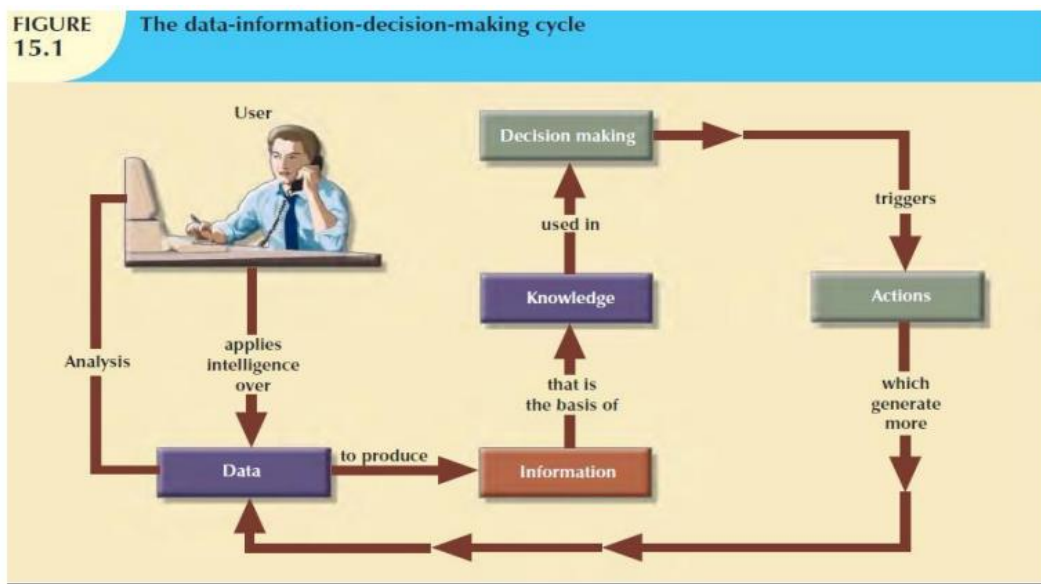 FIGURE
15.1
The data-information-decision-making cycle
User
Decision making
triggers
used in
Knowledge
Actions
Analysis
applies
intelligence
over
that is
the basis of
which
generate
more
Data
to produce
Information